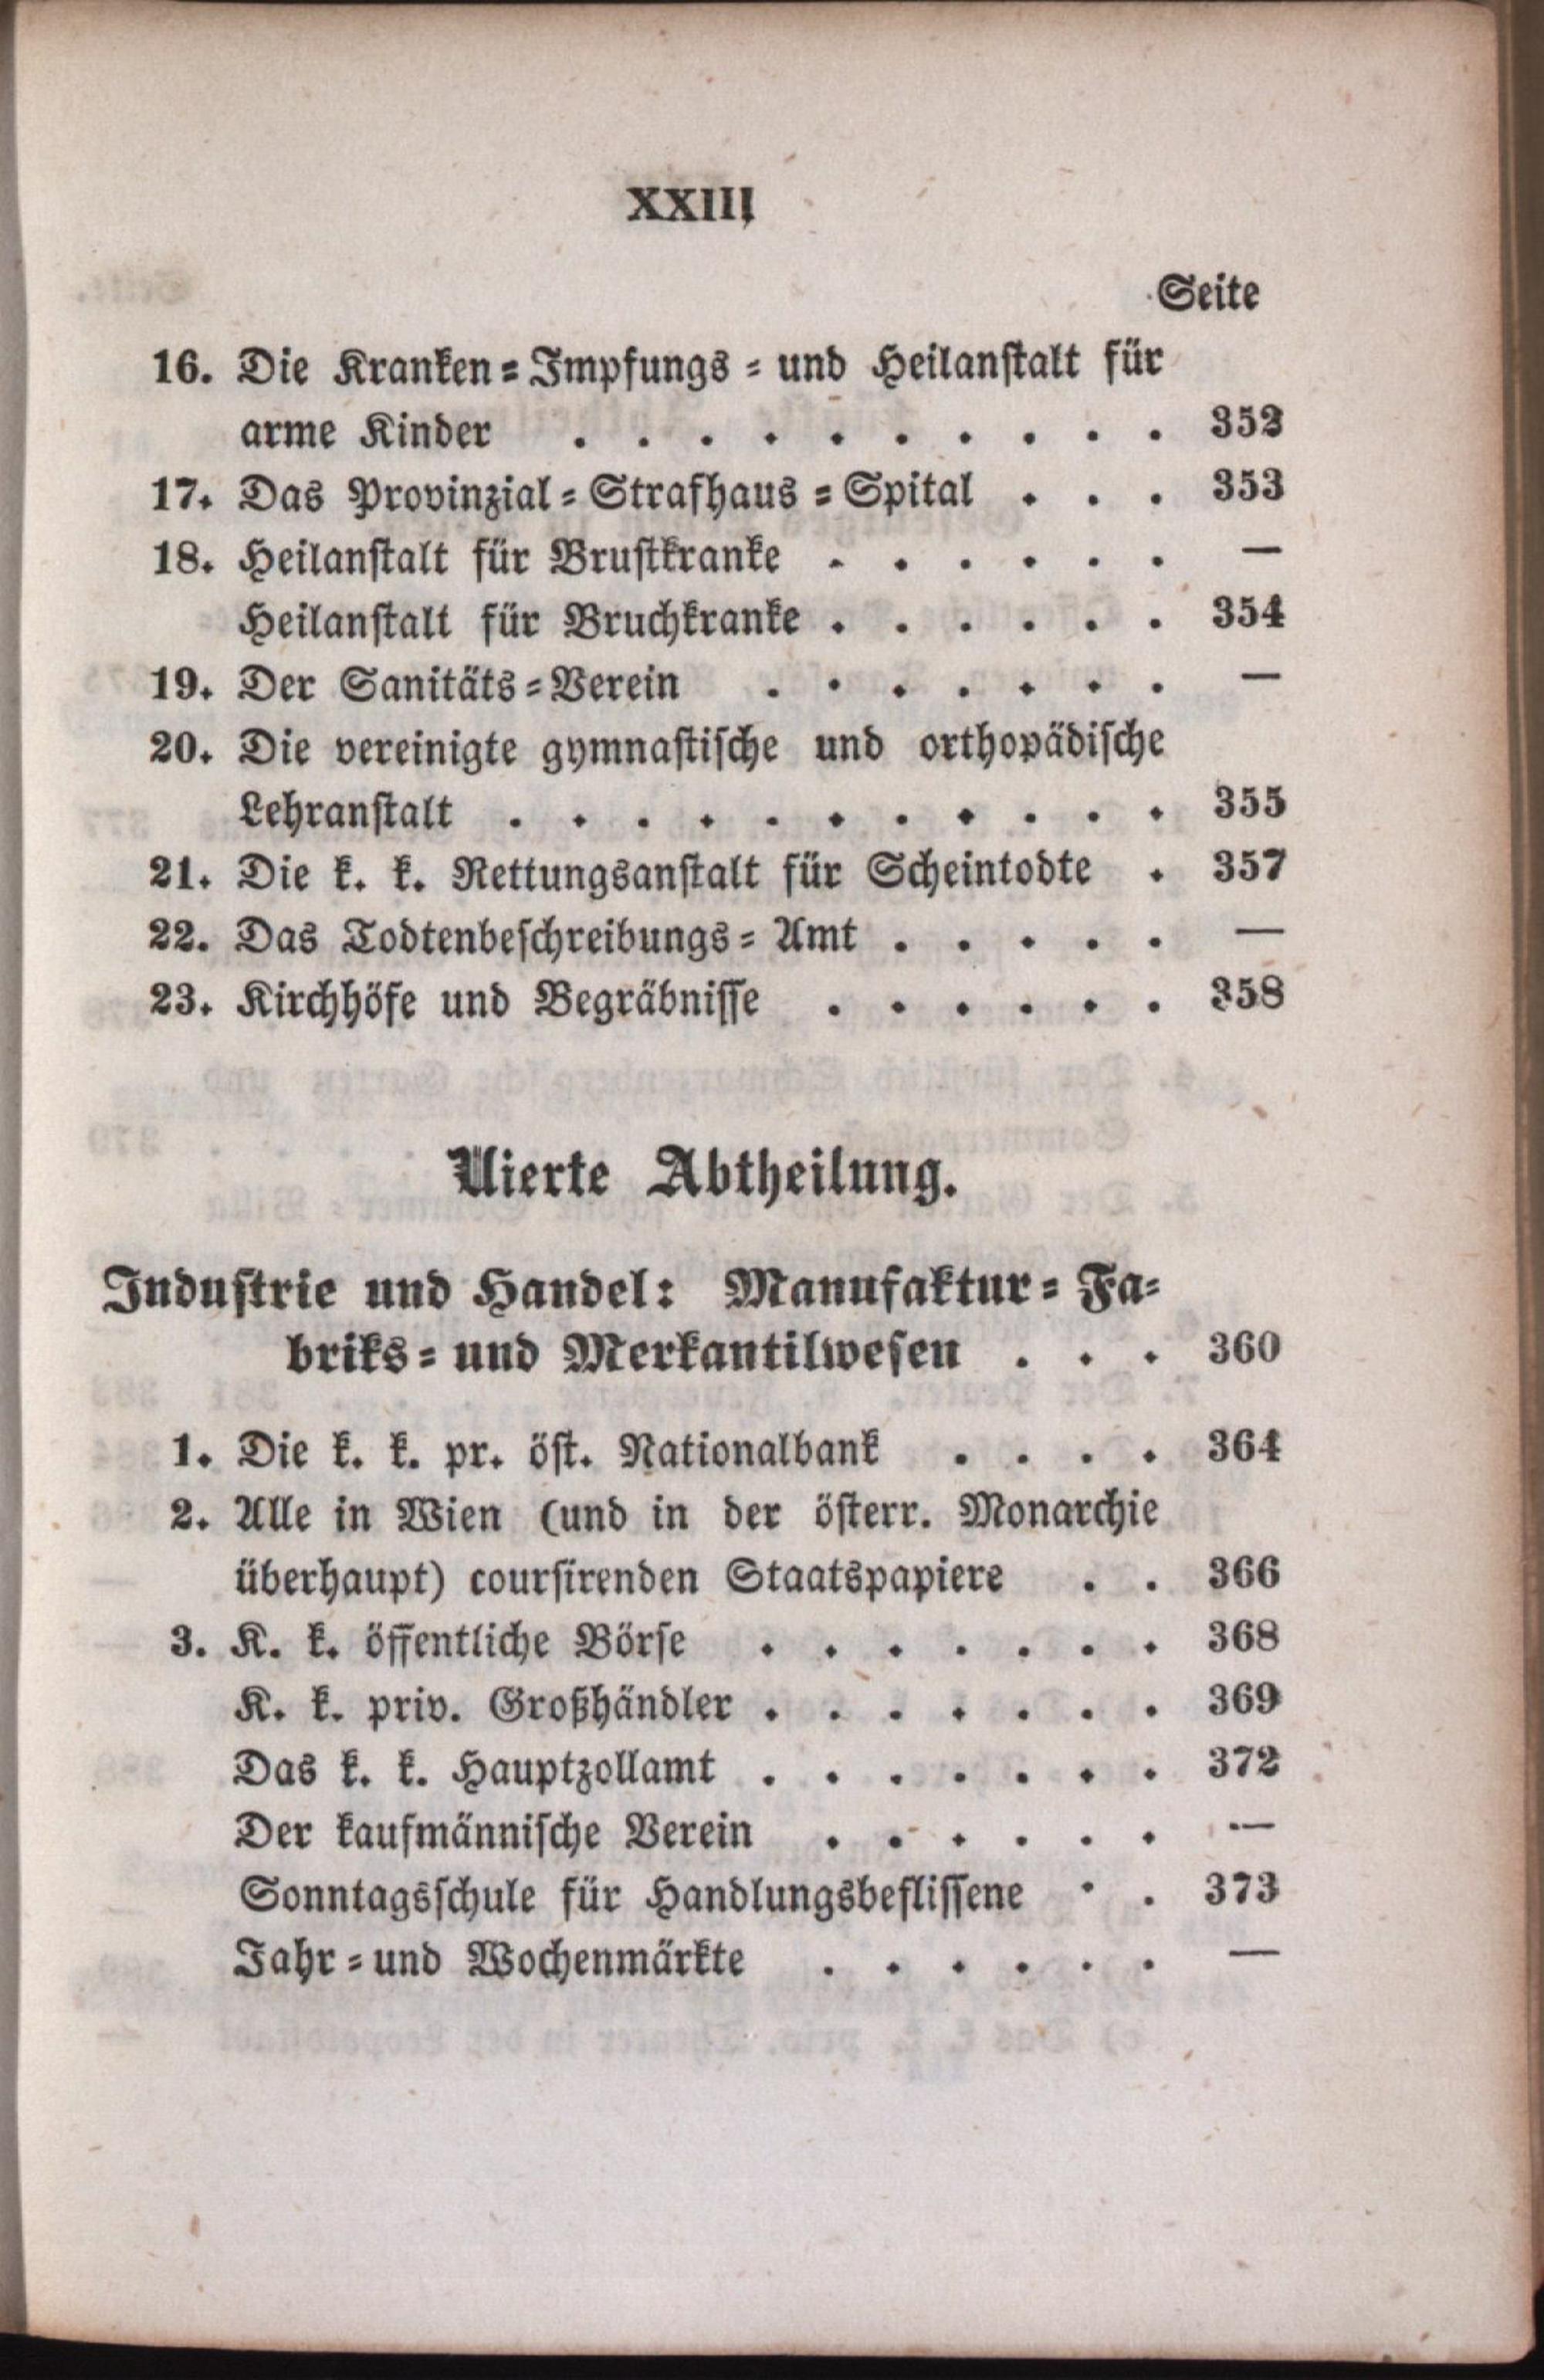 XXIII
Seite
16. Die Kranken=Impfungs = und Heilanstalt für
arme Kinder . . . . . . . . . . 352
17. Das Provinzial = Strafhaus = Spital . . . 353
18. Heilanstalt für Brustkranke . . . . . . —
Heilanstalt für Bruchkranke . . . . . . 354
19. Der Sanitäts = Verein . . . . . . . —
20. Die vereinigte gymnastische und orthopädische
Lehranstalt . . . . . . . . . . . 355
21. Die k. k. Rettungsanstalt für Scheintodte . 357
22. Das Todtenbeschreibungs = Amt . . . . . —
23. Kirchhöfe und Begräbnisse . . . . . . 358
Vierte Abtheilung.
Industrie und Handel: Manufaktur = Fa=
briks = und Merkantilwesen . . . 360
1. Die k. k. pr. öst. Nationalbank . . . . 364
2. Alle in Wien (und in der österr. Monarchie
überhaupt) coursirenden Staatspapiere . . 366
3. K. k. öffentliche Börse . . . . . . . 368
K. k. priv. Großhändler . . . . . . . 369
Das k. k. Hauptzollamt . . . . . . . 372
Der kaufmännische Verein . . . . . . —
Sonntagsschule für Handlungsbeflissene . . 373
Jahr = und Wochenmärkte . . . . . . —